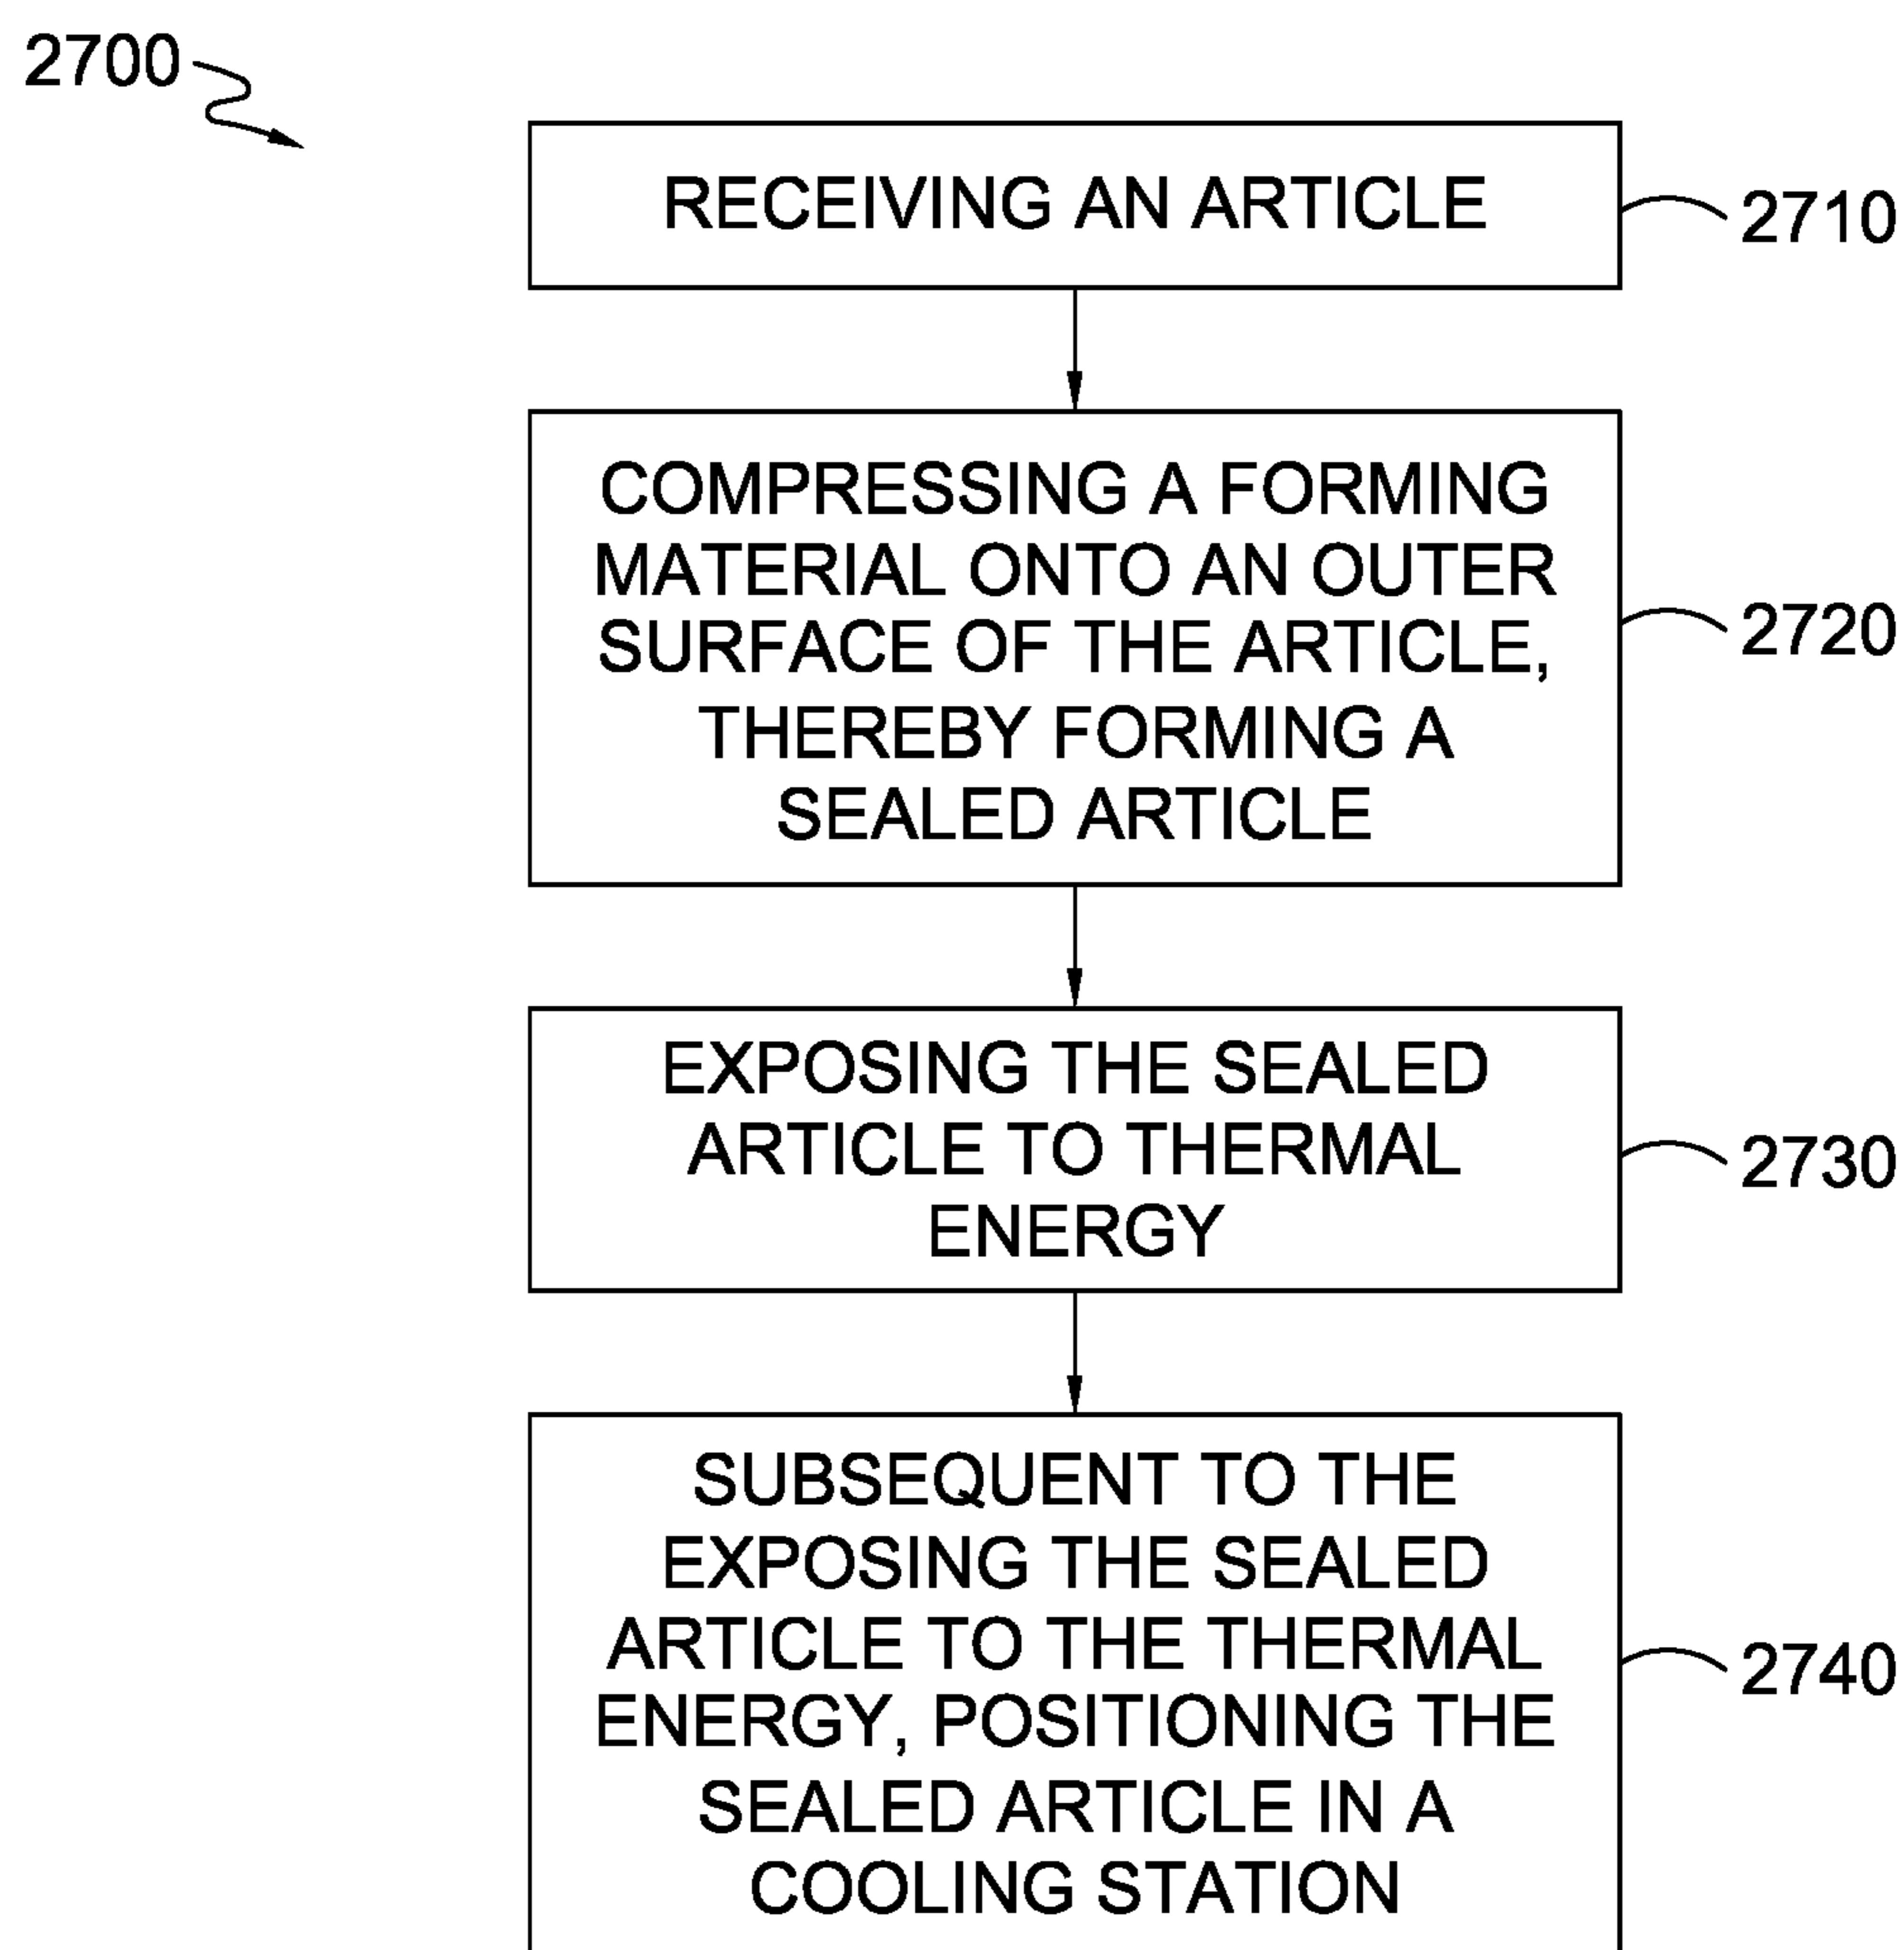 2700
RECEIVING AN ARTICLE
2710
COMPRESSING A FORMING
MATERIAL ONTO AN OUTER
SURFACE OF THE ARTICLE,
THEREBY FORMING A
SEALED ARTICLE
2720
EXPOSING THE SEALED
ARTICLE TO THERMAL
ENERGY
2730
SUBSEQUENT TO THE
EXPOSING THE SEALED
ARTICLE TO THE THERMAL
ENERGY, POSITIONING THE
SEALED ARTICLE IN A
COOLING STATION
2740